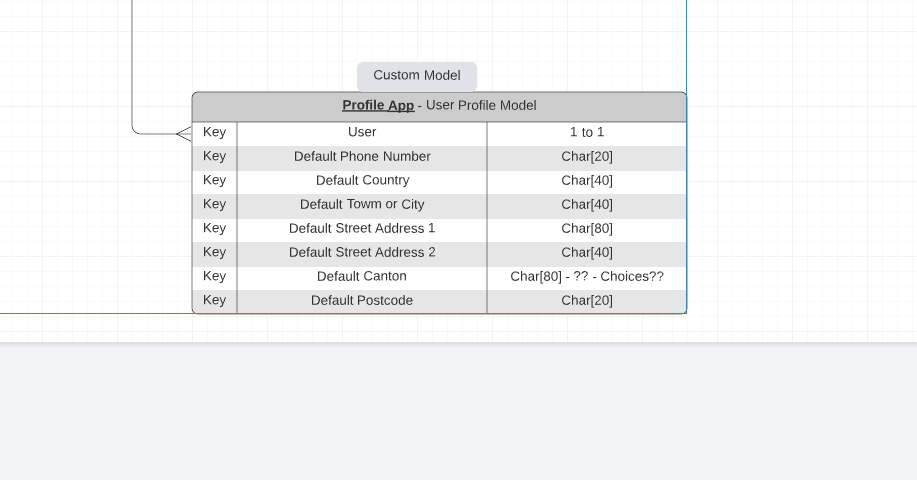 Custom Model
Profile App - User Profile Model
Key User 1 to 1
Key Default Phone Number Char[20]
Key Default Country Char[40]
Key Default Towm or City Char[40]
Key Default Street Address 1 Char[80]
Key Default Street Address 2 Char[40]
Key Default Canton Char[80] - ?? - Choices??
Key Default Postcode Char[20]